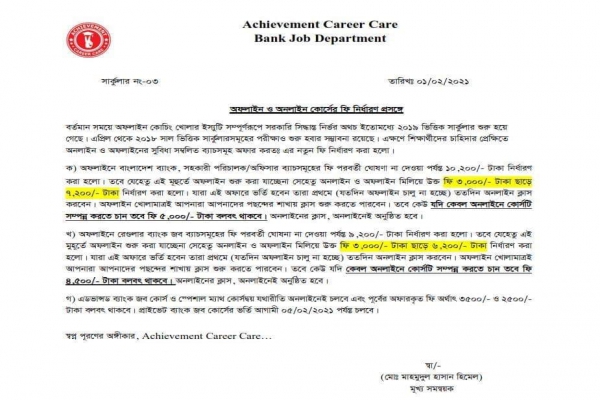 Achievement Career Care
Bank Job Department
ACHIEVEMENT
CAREER CARE
সার্কুলার নং-০৩
তারিখঃ ০১/০২/২০২১
অফলাইন ও অনলাইন কোর্সের ফি নির্ধারণ প্রসঙ্গে
বর্তমান সময়ে অফলাইন কোচিং খোলার ইস্যুটি সম্পূর্ণরূপে সরকারি সিদ্ধান্ত নির্ভর অথচ ইতোমধ্যে ২০১৯ ভিত্তিক সার্কুলার শুরু হয়ে
গেছে। এপ্রিল থেকে ২০১৮ সাল ভিত্তিক সার্কুলারসমূহের পরীক্ষাও শুরু হবার সম্ভাবনা রয়েছে। এক্ষণে শিক্ষার্থীদের চাহিদার প্রেক্ষিতে
অনলাইন ও অফলাইনের সুবিধা সম্বলিত ব্যাচসমূহ অফার করতঃ এর নূতন ফি নির্ধারণ করা হলো।
ক) অফলাইনে বাংলাদেশ ব্যাংক, সহকারী পরিচালক/অফিসার ব্যাচসমূহের ফি পরবর্তী ঘোষনা না দেওয়া পর্যন্ত ১০,২০০/- টাকা নির্ধারণ
করা হলো। তবে যেহেতু এই মূহুর্তে অফলাইন শুরু করা যাচ্ছেনা সেহেতু অনলাইন ও অফলাইন মিলিয়ে উক্ত ফি ৩,০০০/- টাকা ছাড়ে
৭,২০০/- টাকা নির্ধারণ করা হলো। যারা এই অফারে ভর্তি হবেন তারা প্রথমে (যতদিন অফলাইন চালু না হচ্ছে) ততদিন অনলাইন ক্লাস
করবেন। অফলাইন খোলামাত্রই আপনারা আপনাদের পছন্দের শাখায় ক্লাস শুরু করতে পারবেন। তবে কেউ যদি কেবল অনলাইনে কোর্সটি
সম্পন্ন করতে চান তবে ফি ৫,০০০/- টাকা বলবৎ থাকবে। অনলাইনের ক্লাস, অনলাইনেই অনুষ্ঠিত হবে।
খ) অফলাইনে রেগুলার ব্যাংক জব ব্যাচসমূহের ফি পরবর্তী ঘোষনা না দেওয়া পর্যন্ত ৯,২০০/- টাকা নির্ধারণ করা হলো। তবে যেহেতু এই
মূহুর্তে অফলাইন শুরু করা যাচ্ছেনা সেহেতু অনলাইন ও অফলাইন মিলিয়ে উক্ত ফি ৩,০০০/- টাকা ছাড়ে ৬,২০০/- টাকা নির্ধারণ করা
হলো। যারা এই অফারে ভর্তি হবেন তারা প্রথমে (যতদিন অফলাইন চালু না হচ্ছে) ততদিন অনলাইন ক্লাস করবেন। অফলাইন খোলামাত্রই
আপনারা আপনাদের পছন্দের শাখায় ক্লাস শুরু করতে পারবেন। তবে কেউ যদি কেবল অনলাইনে কোর্সটি সম্পন্ন করতে চান তবে ফি
৪,৫০০/- টাকা বলবৎ থাকবে। অনলাইনের ক্লাস, অনলাইনেই অনুষ্ঠিত হবে।
গ) এডভান্সড ব্যাংক জব কোর্স ও স্পেশাল ম্যাথ কোর্সদ্বয় যথারীতি অনলাইনেই চলবে এবং পূর্বের অফারকৃত ফি অর্থাৎ ৩৫০০/- ও ২৫০০/-
টাকা বলবৎ থাকবে। প্রাইভেট ব্যাংক জব কোর্সের ভর্তি আগামী ০৫/০২/২০২১ পর্যন্ত চলবে।
স্বপ্ন পূরণের অঙ্গীকার, Achievement Career Care...
স্বা/-
(মোঃ মাহমুদুল হাসান হিমেল)
মূখ্য সমন্বয়ক